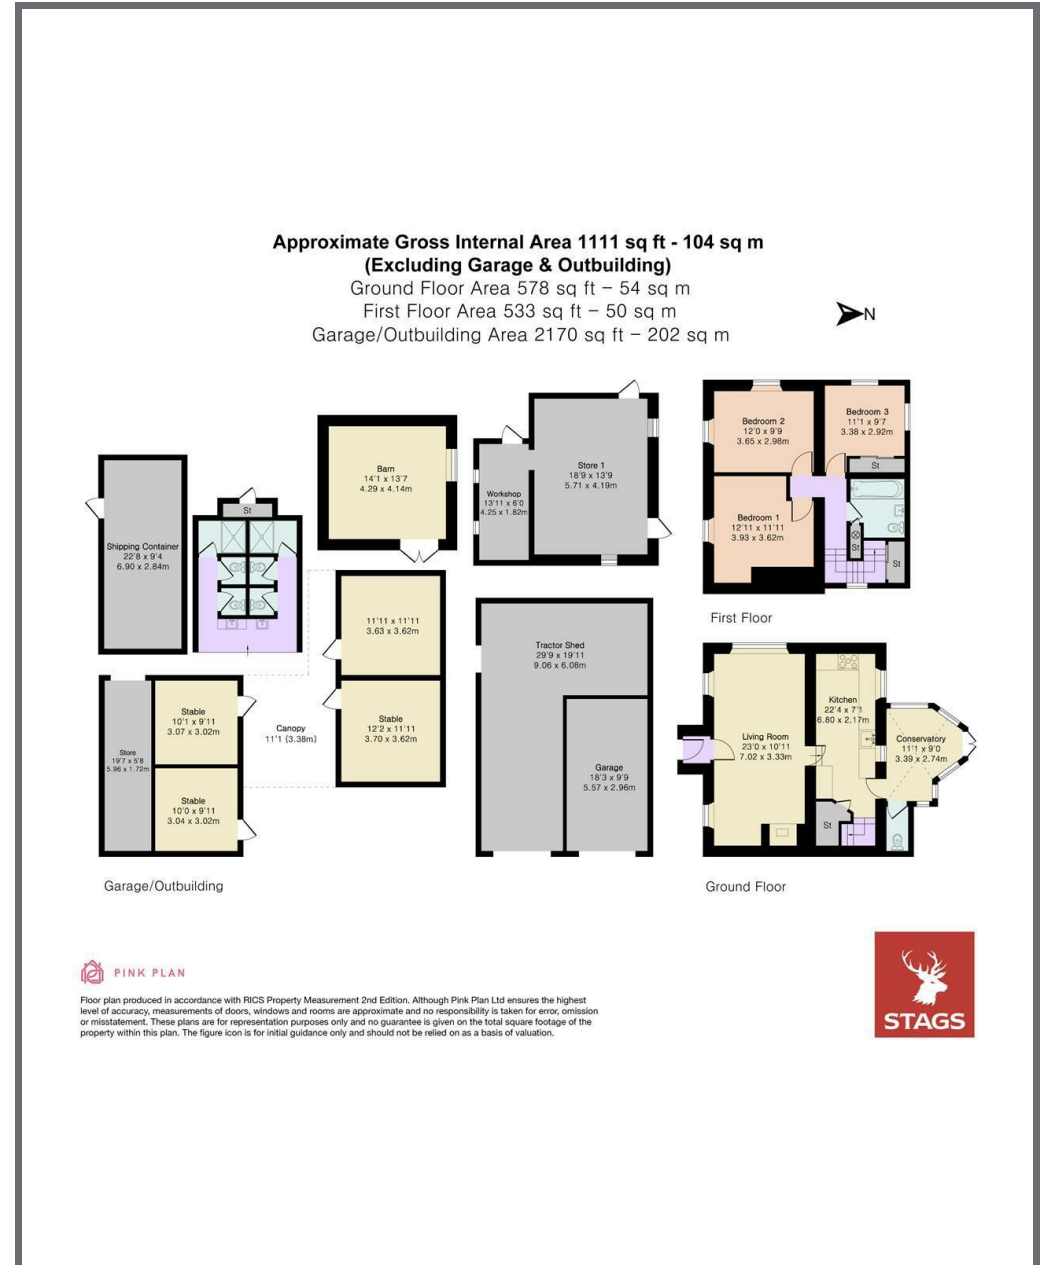 Approximate Gross Internal Area 1111 sq ft - 104 sq m
(Excluding Garage & Outbuilding)
Ground Floor Area 578 sq ft – 54 sq m
First Floor Area 533 sq ft – 50 sq m
Garage/Outbuilding Area 2170 sq ft – 202 sq m
N
Shipping Container
22'8 x 9'4
6.90 x 2.84m
St
Barn
14'1 x 13'7
4.29 x 4.14m
Workshop
13'11 x 6'0
4.25 x 1.82m
Store 1
18'9 x 13'9
5.71 x 4.19m
Bedroom 2
12'0 x 9'9
3.65 x 2.98m
Bedroom 3
11'1 x 9'7
3.38 x 2.92m
St
Bedroom 1
12'11 x 11'11
3.93 x 3.62m
St
St
First Floor
11'11 x 11'11
3.63 x 3.62m
Stable
12'2 x 11'11
3.70 x 3.62m
Canopy
11'1 (3.38m)
Store
19'7 x 5'8
5.96 x 1.72m
Stable
10'1 x 9'11
3.07 x 3.02m
Stable
10'0 x 9'11
3.04 x 3.02m
Tractor Shed
29'9 x 19'11
9.06 x 6.08m
Garage
18'3 x 9'9
5.57 x 2.96m
Living Room
23'0 x 10'11
7.02 x 3.33m
Kitchen
22'4 x 7'1
6.80 x 2.17m
Conservatory
11'1 x 9'0
3.39 x 2.74m
St
Garage/Outbuilding
Ground Floor
PINK PLAN
Floor plan produced in accordance with RICS Property Measurement 2nd Edition. Although Pink Plan Ltd ensures the highest
level of accuracy, measurements of doors, windows and rooms are approximate and no responsibility is taken for error, omission
or misstatement. These plans are for representation purposes only and no guarantee is given on the total square footage of the
property within this plan. The figure icon is for initial guidance only and should not be relied on as a basis of valuation.
STAGS